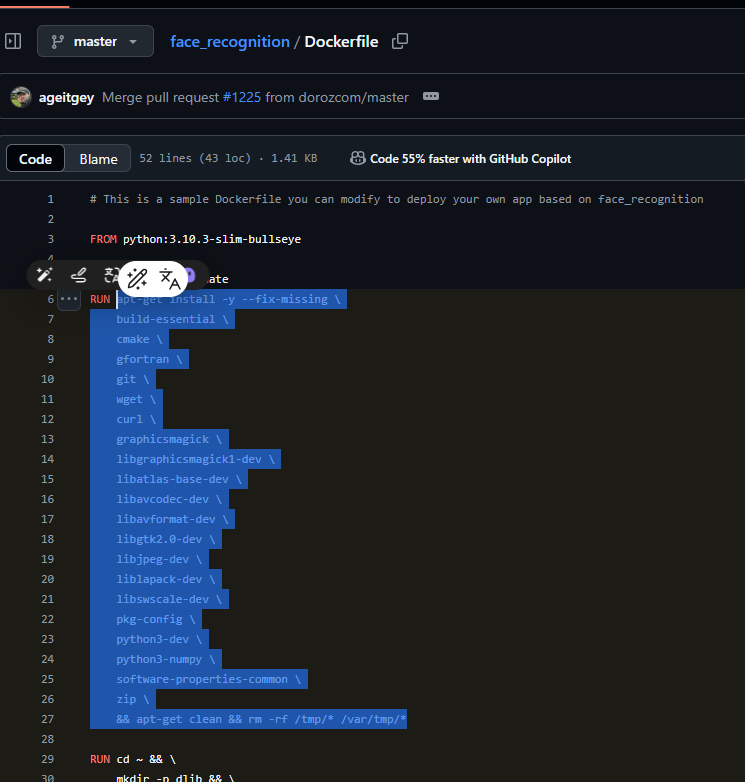 master
face_recognition / Dockerfile
ageitgey Merge pull request #1225 from dorozcom/master
Code Blame 52 lines (43 loc) · 1.41 KB Code 55% faster with GitHub Copilot
1 # This is a sample Dockerfile you can modify to deploy your own app based on face_recognition
2
3 FROM python:3.10.3-slim-bullseye
4
6 RUN apt-get install -y --fix-missing \
7 build-essential \
8 cmake \
9 gfortran \
10 git \
11 wget \
12 curl \
13 graphicsmagick \
14 libgraphicsmagick1-dev \
15 libatlas-base-dev \
16 libavcodec-dev \
17 libavformat-dev \
18 libgtk2.0-dev \
19 libjpeg-dev \
20 liblapack-dev \
21 libswscale-dev \
22 pkg-config \
23 python3-dev \
24 python3-numpy \
25 software-properties-common \
26 zip \
27 && apt-get clean && rm -rf /tmp/* /var/tmp/*
28
29 RUN cd ~ && \
30 mkdir -p dlib && \